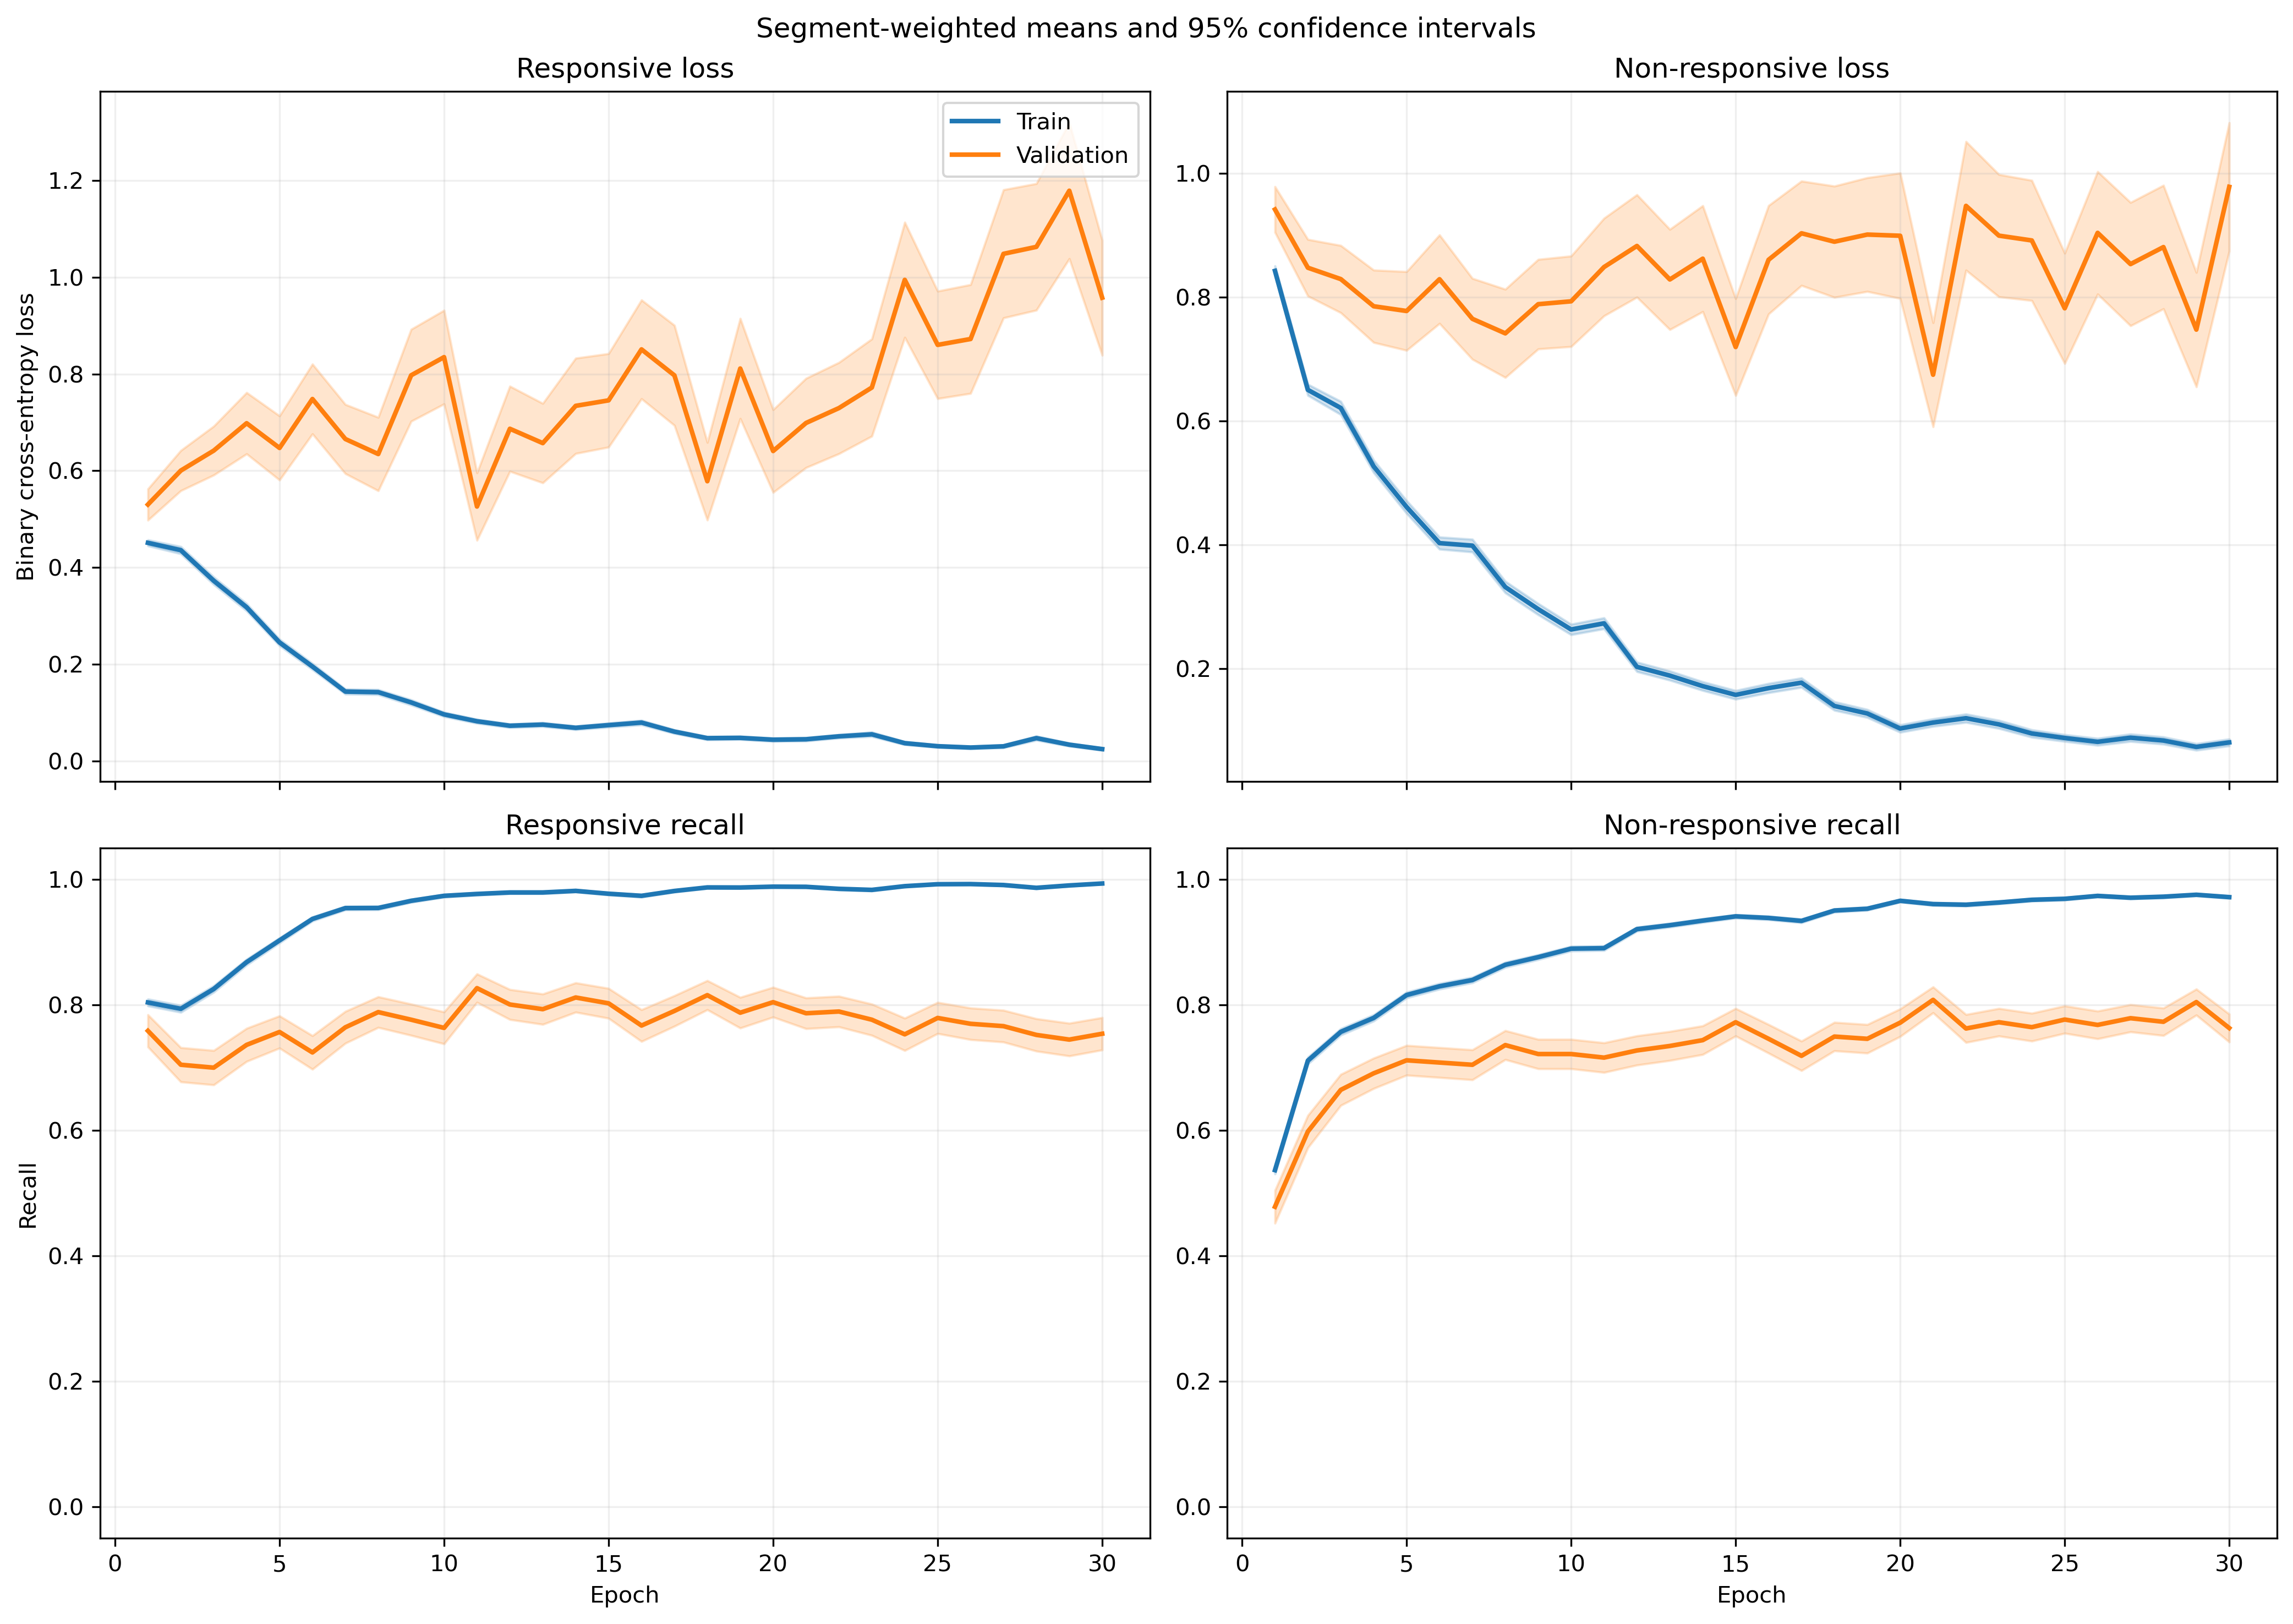 Segment-weighted means and 95% confidence intervals
Responsive loss
Non-responsive loss
Train
Validation
Binary cross-entropy loss
1.2
1.0
0.8
0.6
0.4
0.2
0.0
1.0
0.8
0.6
0.4
0.2
Responsive recall
Non-responsive recall
Recall
1.0
0.8
0.6
0.4
0.2
0.0
0 5 10 15 20 25 30
Epoch
1.0
0.8
0.6
0.4
0.2
0.0
0 5 10 15 20 25 30
Epoch